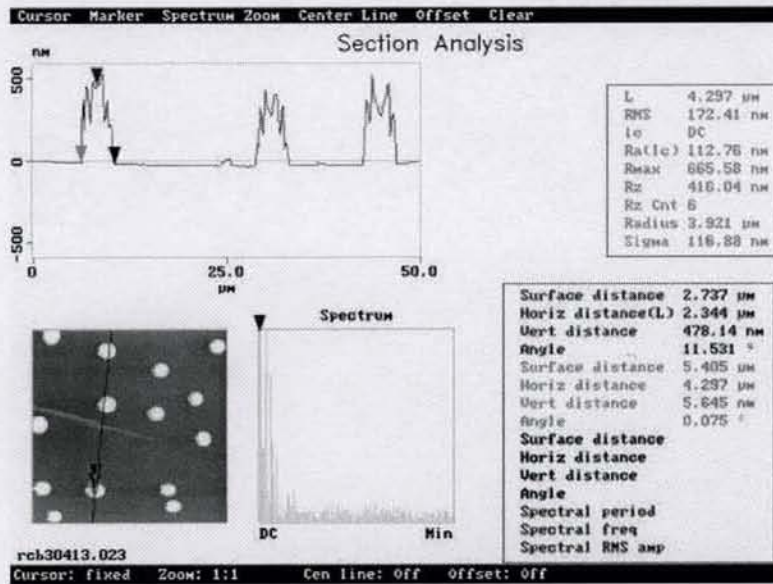 Cursor Marker Spectrum Zoom Center Line Offset Clear
Section Analysis
nm
500
0
-500
0 25.0 50.0
μm
L 4.297 μm
RMS 172.41 nm
lc DC
Ra(lc) 112.76 nm
Rmax 665.58 nm
Rz 416.04 nm
Rz Cnt 6
Radius 3.921 μm
Sigma 116.88 nm
Spectrum
DC Min
Surface distance 2.737 μm
Horiz distance(L) 2.344 μm
Vert distance 478.14 nm
Angle 11.531 °
Surface distance 5.405 μm
Horiz distance 4.297 μm
Vert distance 5.645 nm
Angle 0.075 °
Surface distance
Horiz distance
Vert distance
Angle
Spectral period
Spectral freq
Spectral RMS amp
rcb30413.023
Cursor: fixed Zoom: 1:1 Cen line: Off Offset: Off